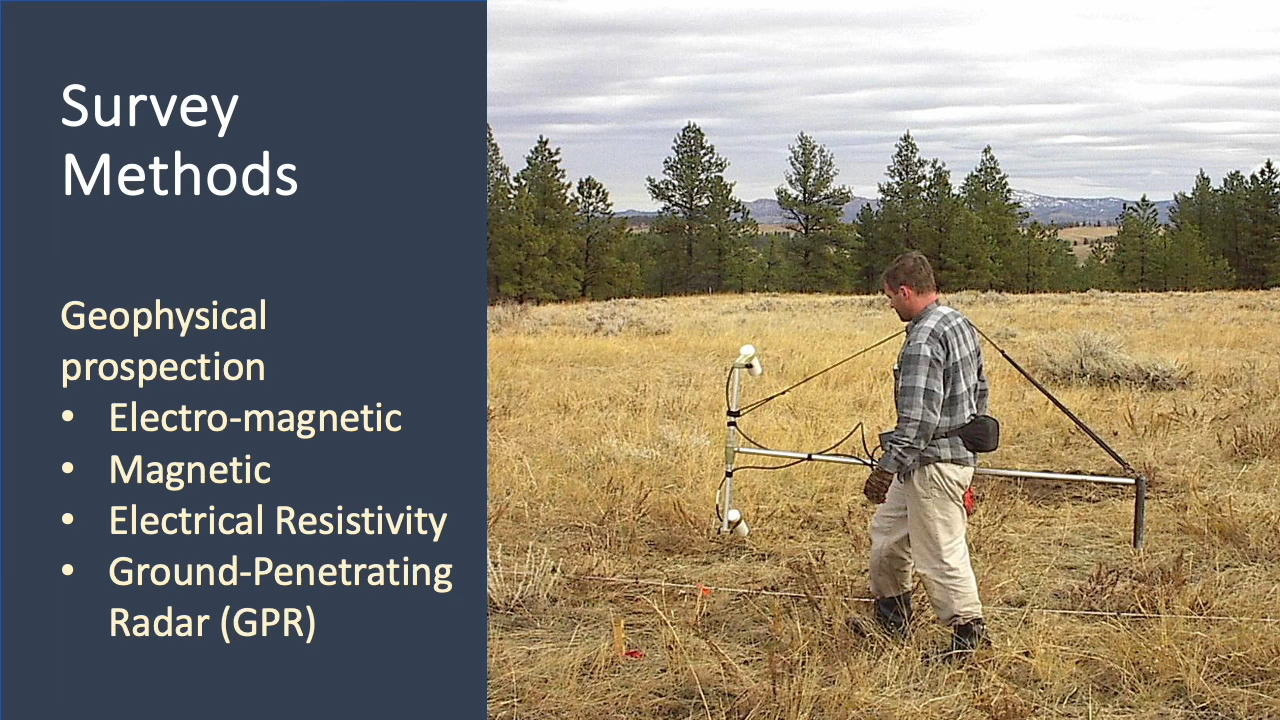 Survey
Methods
Geophysical
prospection
• Electro-magnetic
• Magnetic
• Electrical Resistivity
• Ground-Penetrating
Radar (GPR)